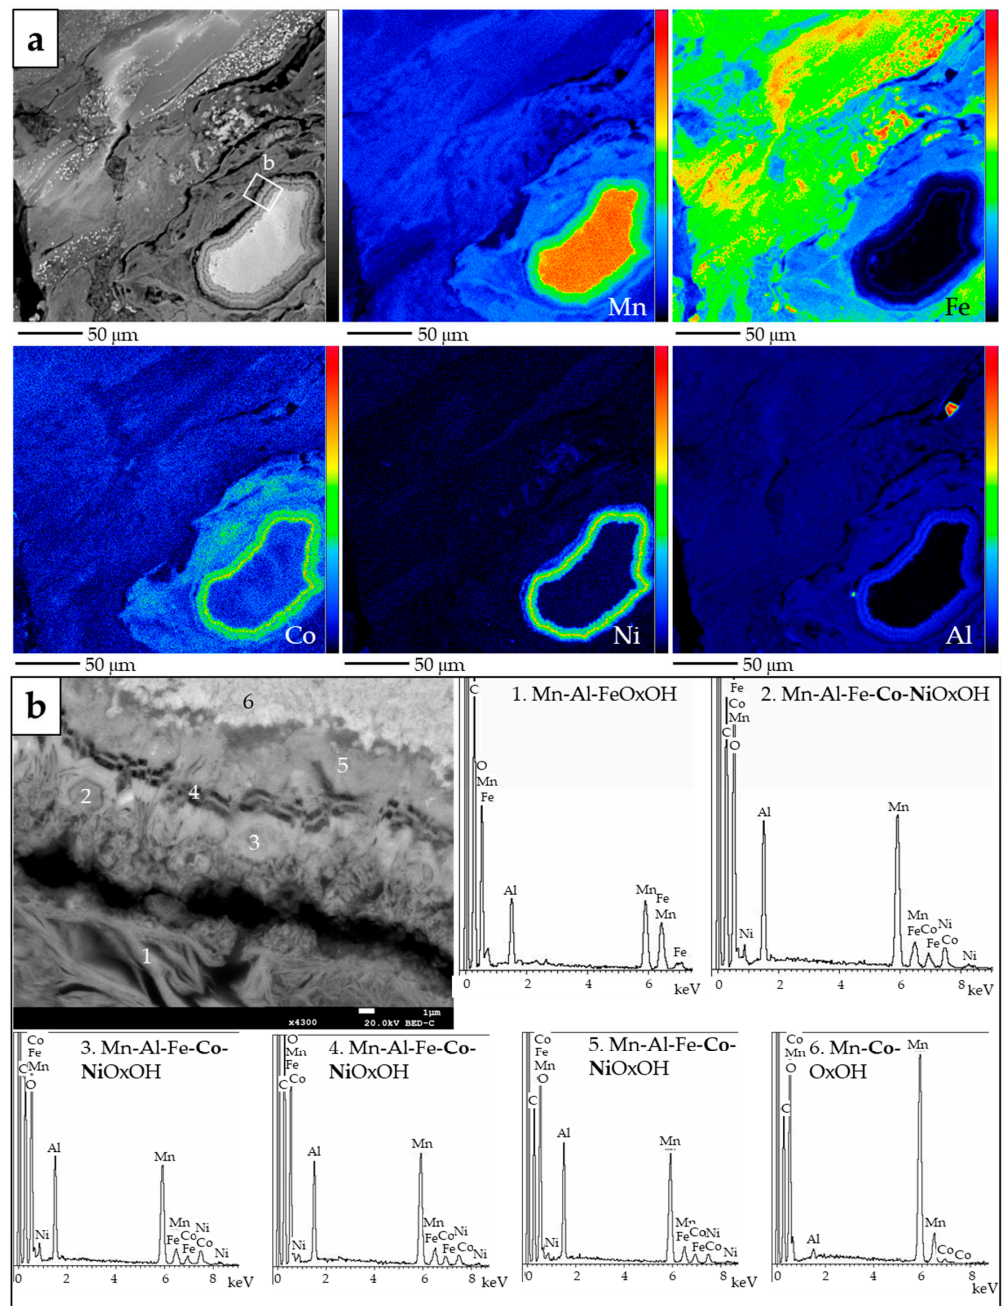 a
b
Mn
Fe
50 μm
50 μm
50 μm
Co
Ni
Al
50 μm
50 μm
50 μm
b
6
5
2
4
3
1
1μm
x4300 20.0kV BED-C
1. Mn-Al-FeOxOH
C
O
Mn
Fe
Al
Mn
Fe
Mn
Fe
0 2 4 6 keV
2. Mn-Al-Fe-Co-NiOxOH
Fe
Co
Mn
C
O
Ni
Al
Mn
Mn
Fe
Co
Fe
Ni
Co
Ni
0 2 4 6 8 keV
3. Mn-Al-Fe-Co-
NiOxOH
Co
Fe
Mn
C
O
Ni
Al
Mn
Mn
Fe
Co
Fe
Ni
Co
Ni
0 2 4 6 8 keV
4. Mn-Al-Fe-Co-
NiOxOH
O
Mn
Fe
C
Co
Ni
Al
Mn
Mn
Fe
Co
Fe
Ni
Co
Ni
0 2 4 6 8 keV
5. Mn-Al-Fe-Co-
NiOxOH
Co
Fe
Mn
O
C
Ni
Al
Mn
Mn
Fe
Co
Fe
Ni
Co
Ni
0 2 4 6 8 keV
6. Mn-Co-
OxOH
Co
Mn
O
C
Al
Mn
Mn
Co
Co
0 2 4 6 8 keV